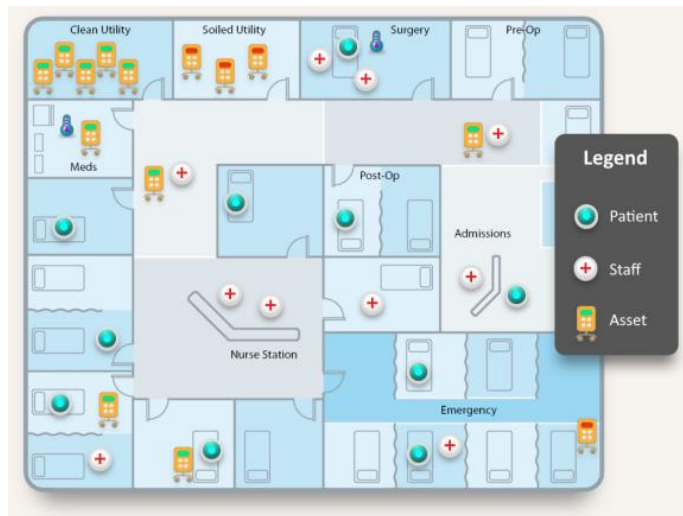 Clean Utility
Soiled Utility
Surgery
Pre-Op
Meds
Post-Op
Admissions
Nurse Station
Emergency
Legend
Patient
Staff
Asset